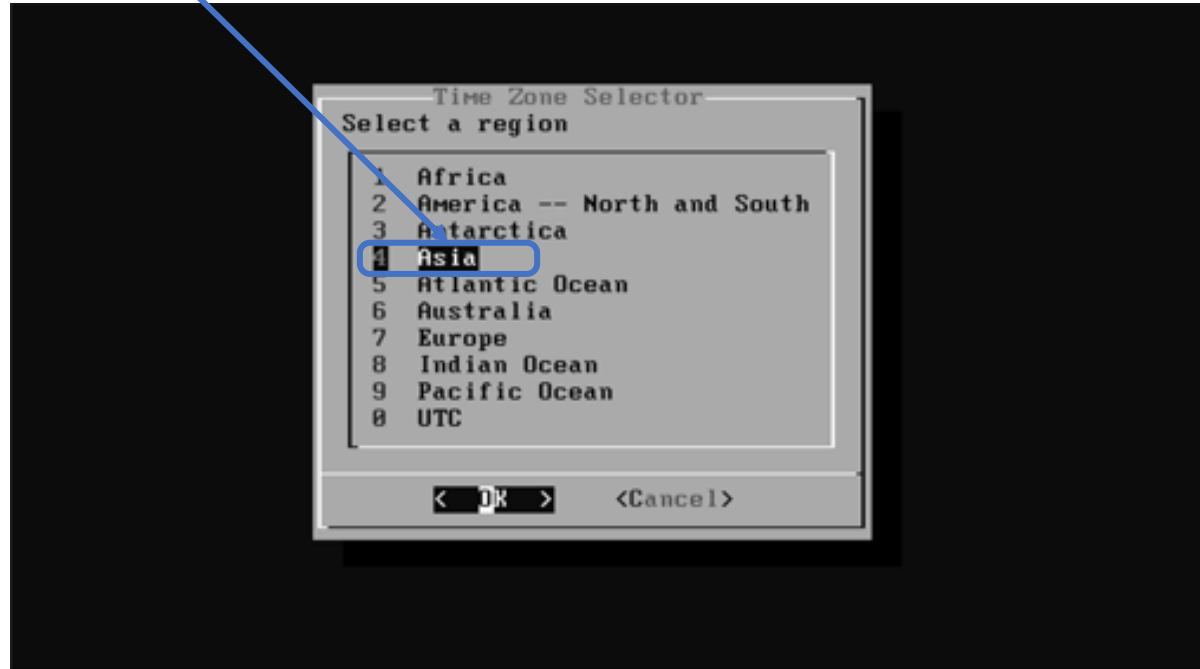 Time Zone Selector
Select a region
1 Africa
2 America -- North and South
3 Antarctica
4 Asia
5 Atlantic Ocean
6 Australia
7 Europe
8 Indian Ocean
9 Pacific Ocean
0 UTC
< OK > <Cancel>